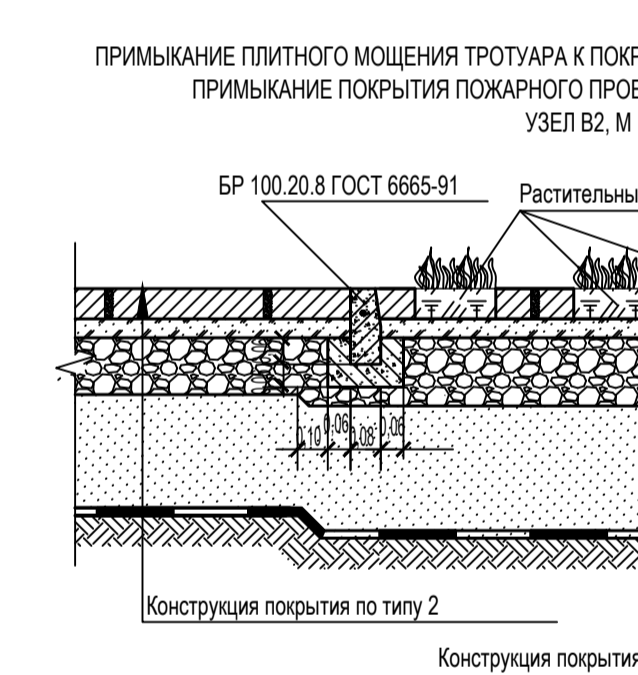 ПРИМЫКАНИЕ ПЛИТНОГО МОЩЕНИЯ ТРОТУАРА К ПОКР
ПРИМЫКАНИЕ ПОКРЫТИЯ ПОЖАРНОГО ПРОЕ
УЗЕЛ В2, М
БР 100.20.8 ГОСТ 6665-91
Растительны
0,10 0,06 0,08 0,06
Конструкция покрытия по типу 2
Конструкция покрытия